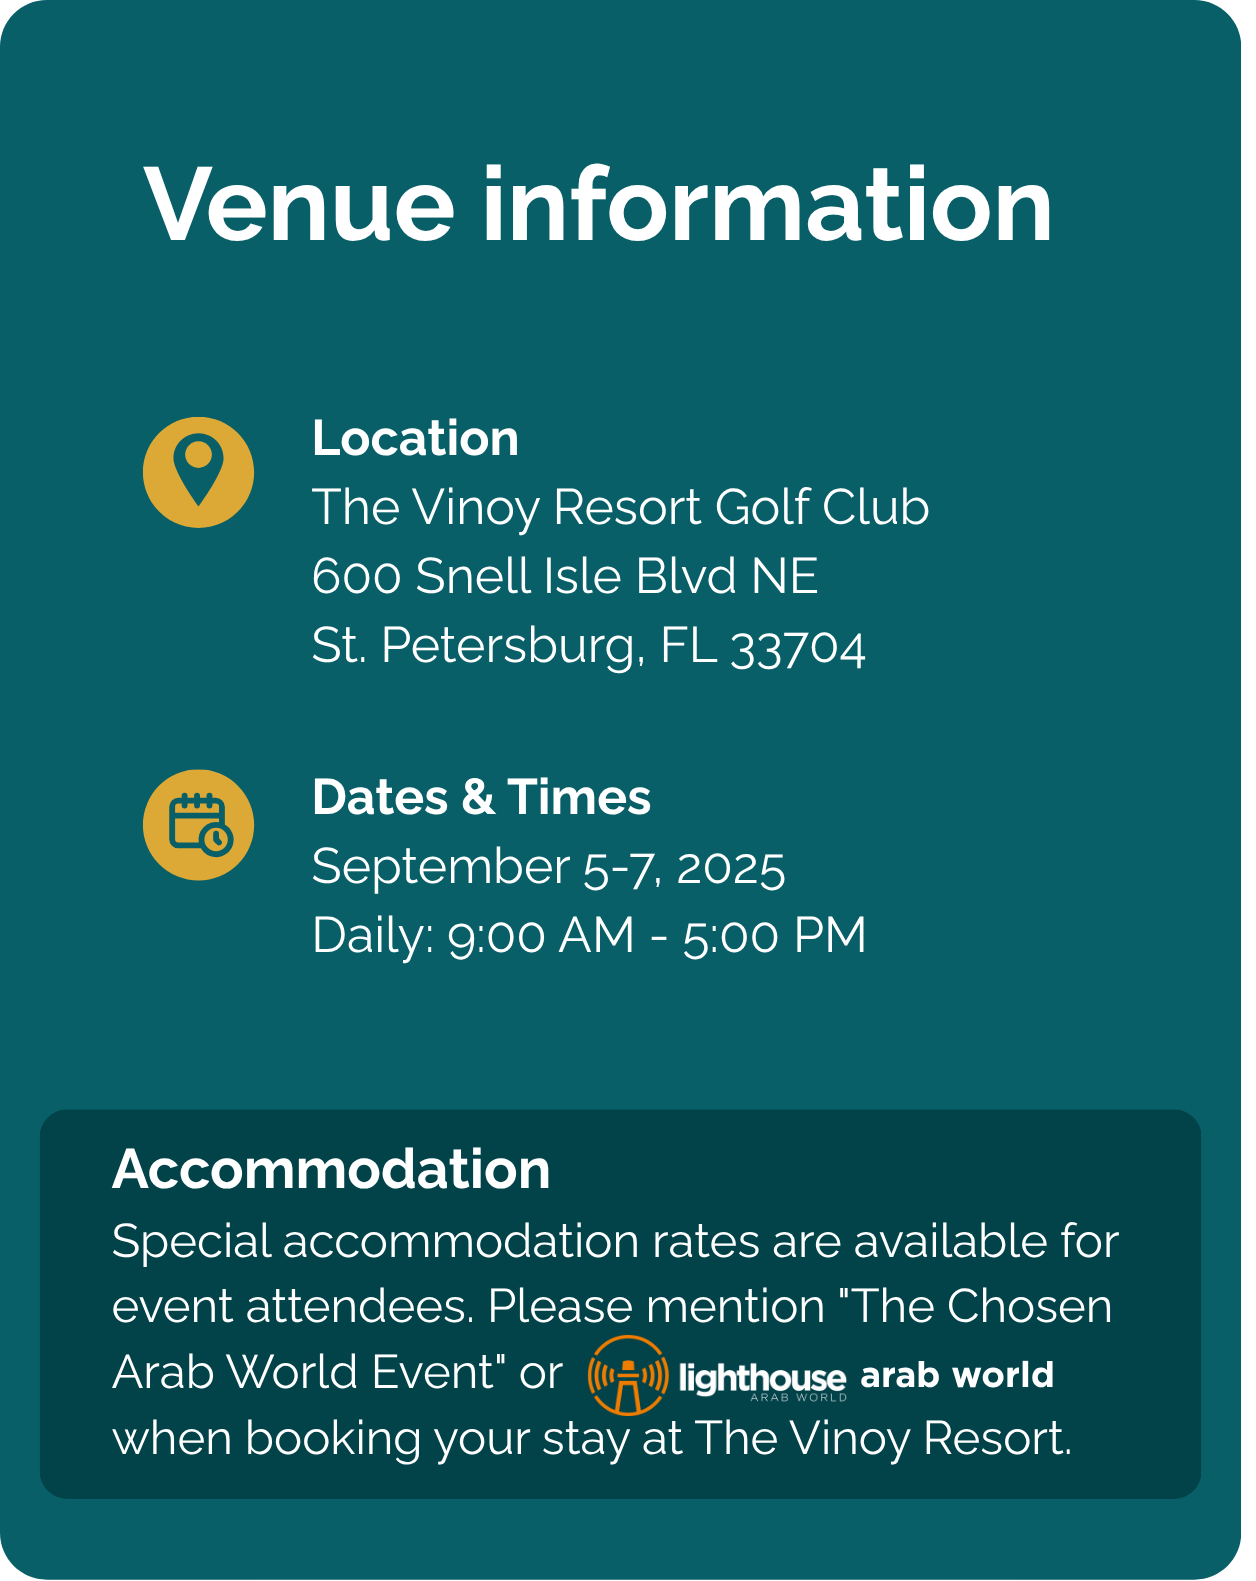 Venue information
Location
The Vinoy Resort Golf Club
600 Snell Isle Blvd NE
St. Petersburg, FL 33704
Dates & Times
September 5-7, 2025
Daily: 9:00 AM - 5:00 PM
Accommodation
Special accommodation rates are available for
event attendees. Please mention "The Chosen
Arab World Event" or lighthouse arab world
ARAB WORLD
when booking your stay at The Vinoy Resort.